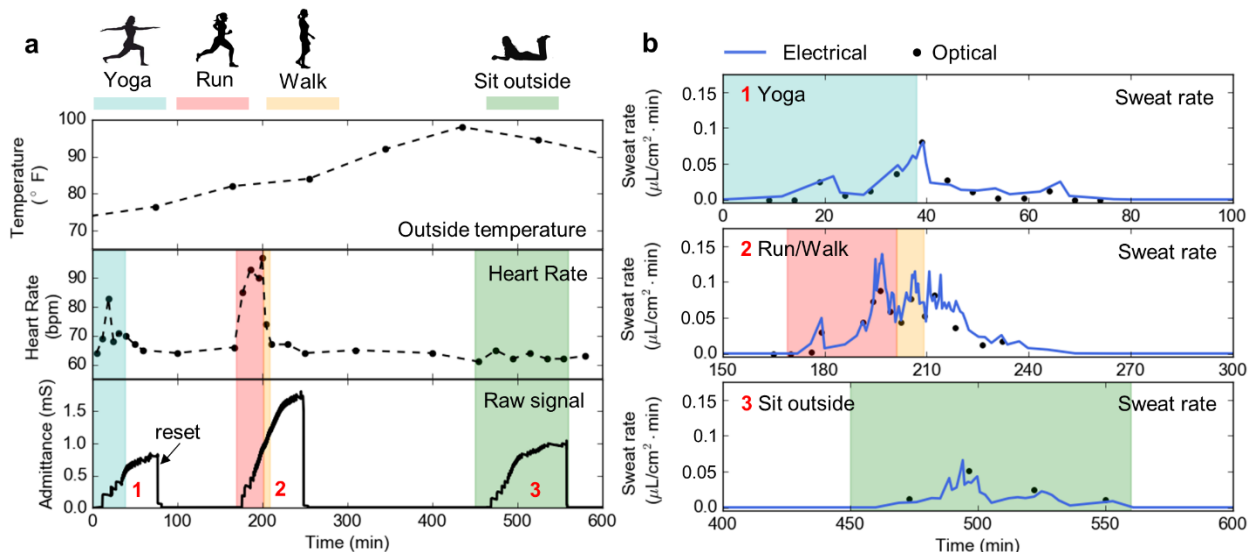 a
Yoga
Run
Walk
Sit outside
100
90
80
70
Temperature
(° F)
Outside temperature
90
80
70
60
Heart Rate
(bpm)
Heart Rate
1.5
1.0
0.5
0.0
Admittance (mS)
Raw signal
reset
1
2
3
0 100 200 300 400 500 600
Time (min)
b
Electrical
Optical
0.15
0.1
0.05
0.0
Sweat rate
(μL/cm² · min)
1 Yoga
Sweat rate
0 20 40 60 80 100
0.15
0.1
0.05
0.0
Sweat rate
(μL/cm² · min)
2 Run/Walk
Sweat rate
150 180 210 240 270 300
0.15
0.1
0.05
0.0
Sweat rate
(μL/cm² · min)
3 Sit outside
Sweat rate
400 450 500 550 600
Time (min)